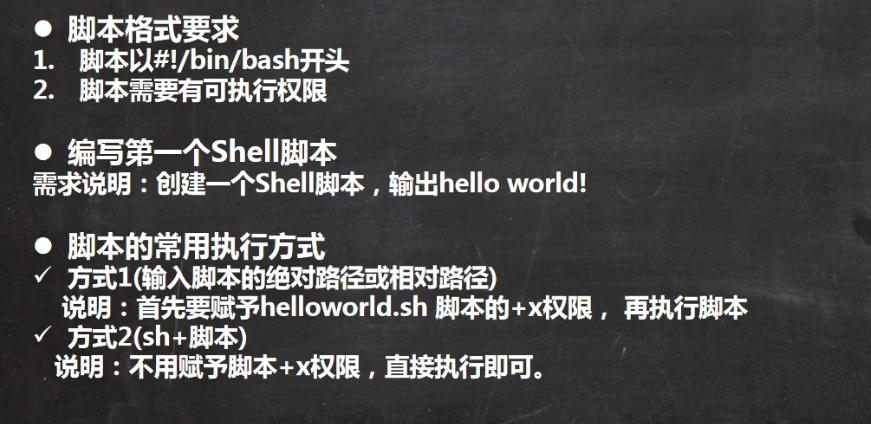 ● 脚本格式要求
1. 脚本以#!/bin/bash开头
2. 脚本需要有可执行权限
● 编写第一个Shell脚本
需求说明：创建一个Shell脚本，输出hello world!
● 脚本的常用执行方式
✓ 方式1(输入脚本的绝对路径或相对路径)
说明：首先要赋予helloworld.sh 脚本的+x权限， 再执行脚本
✓ 方式2(sh+脚本)
说明：不用赋予脚本+x权限，直接执行即可。